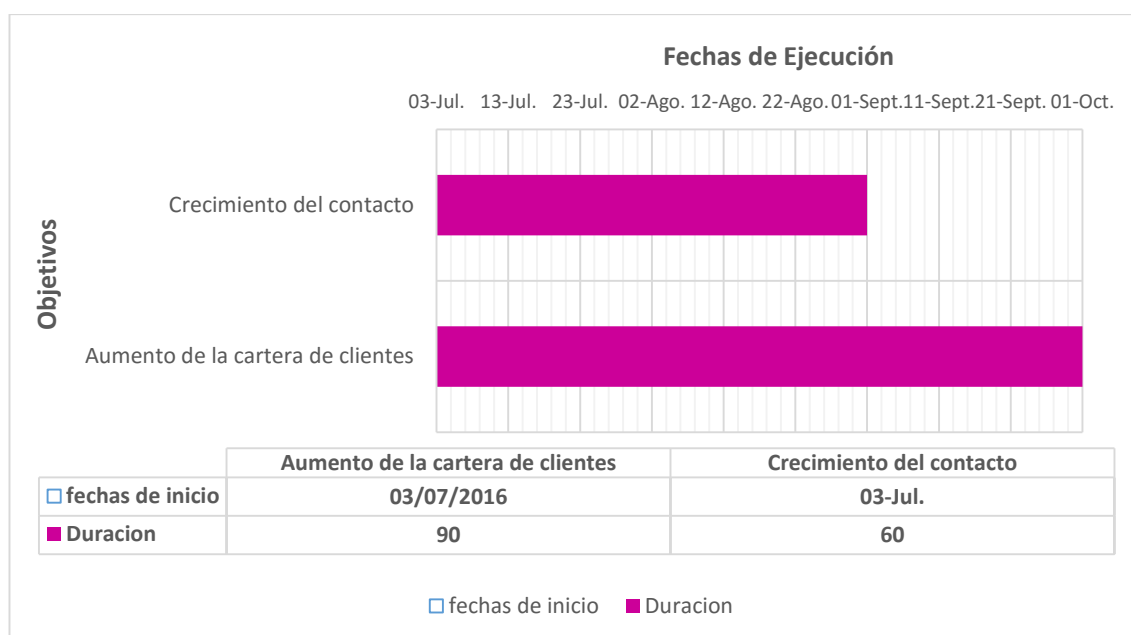 Fechas de Ejecución
03-Jul. 13-Jul. 23-Jul. 02-Ago. 12-Ago. 22-Ago. 01-Sept. 11-Sept. 21-Sept. 01-Oct.
Objetivos
Crecimiento del contacto
Aumento de la cartera de clientes
Aumento de la cartera de clientes Crecimiento del contacto
fechas de inicio 03/07/2016 03-Jul.
Duracion 90 60
fechas de inicio Duracion